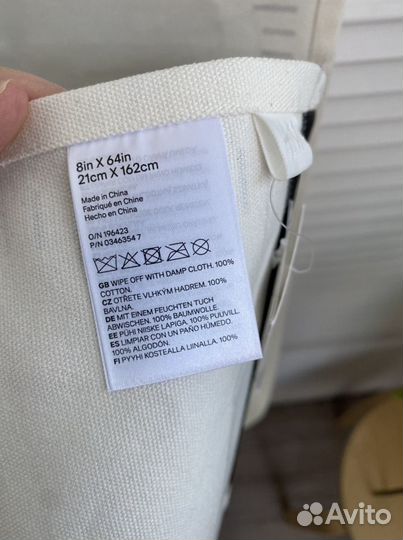 8in X 64in
21cm X 162cm
Made in China
Fabriqué en Chine
Hecho en China
O/N 196423
P/N 0346354 7
GB WIPE OFF WITH DAMP CLOTH. 100%
COTTON.
CZ OTŘETE VLHKÝM HADREM. 100%
BAVLNA.
DE MIT EINEM FEUCHTEN TUCH
ABWISCHEN. 100% BAUMWOLLE.
EE PÜHI NIISKE LAPIGA. 100% PUUVILL.
ES LIMPIAR CON UN PAÑO HÚMEDO.
100% ALGODÓN.
FI PYYHI KOSTEALLA LIINALLA. 100%
Avito